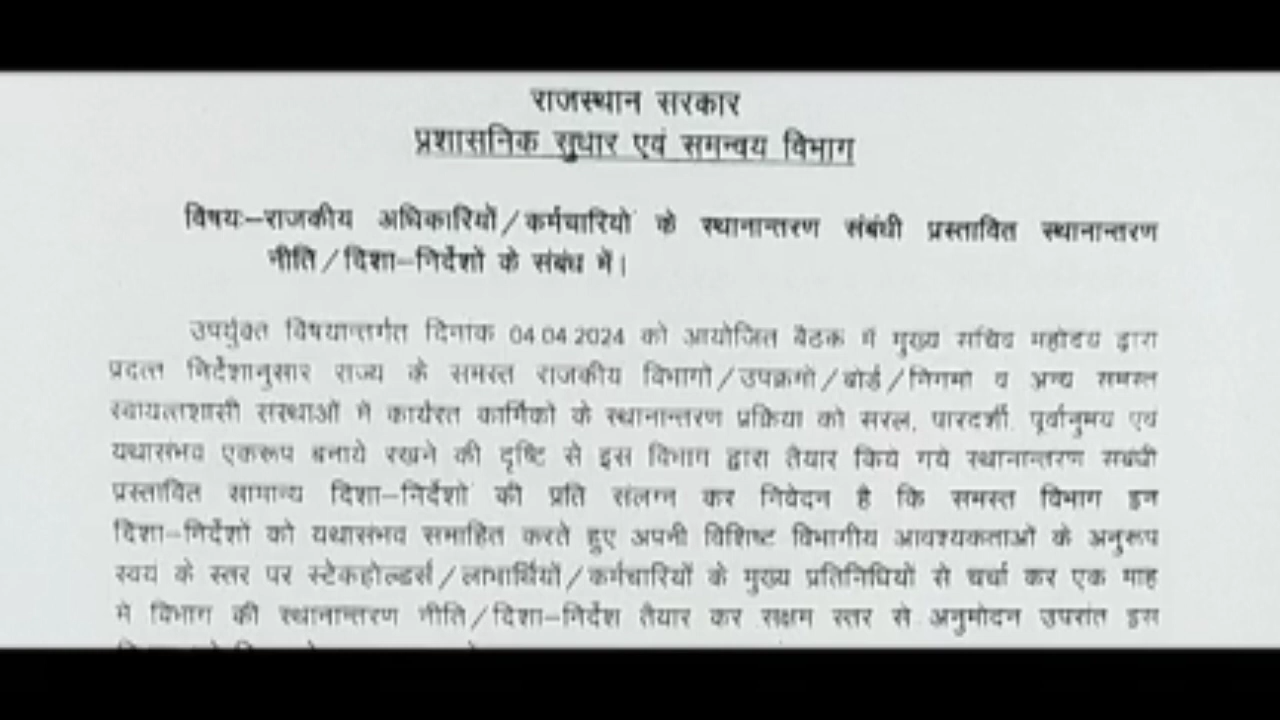 राजस्थान सरकार
प्रशासनिक सुधार एवं समन्वय विभाग
विषयः–राजकीय अधिकारियों/कर्मचारियों के स्थानान्तरण संबंधी प्रस्तावित स्थानान्तरण
नीति/दिशा–निर्देशों के संबंध में।
उपर्युक्त विषयान्तर्गत दिनांक 04.04.2024 को आयोजित बैठक में मुख्य सचिव महोदय द्वारा
प्रदत्त निर्देशानुसार राज्य के समस्त राजकीय विभागों/उपक्रमों/बोर्ड/निगमों व अन्य समस्त
स्वायत्तशासी संस्थाओं में कार्यरत कार्मिकों के स्थानान्तरण प्रक्रिया को सरल, पारदर्शी, पूर्वानुमेय एवं
यथासंभव एकरूप बनाये रखने की दृष्टि से इस विभाग द्वारा तैयार किये गये स्थानान्तरण संबंधी
प्रस्तावित सामान्य दिशा–निर्देशों की प्रति संलग्न कर निवेदन है कि समस्त विभाग इन
दिशा–निर्देशों को यथासंभव समाहित करते हुए अपनी विशिष्ट विभागीय आवश्यकताओं के अनुरूप
स्वयं के स्तर पर स्टेकहोल्डर्स/लाभार्थियों/कर्मचारियों के मुख्य प्रतिनिधियों से चर्चा कर एक माह
में विभाग की स्थानान्तरण नीति/दिशा–निर्देश तैयार कर सक्षम स्तर से अनुमोदन उपरांत इस